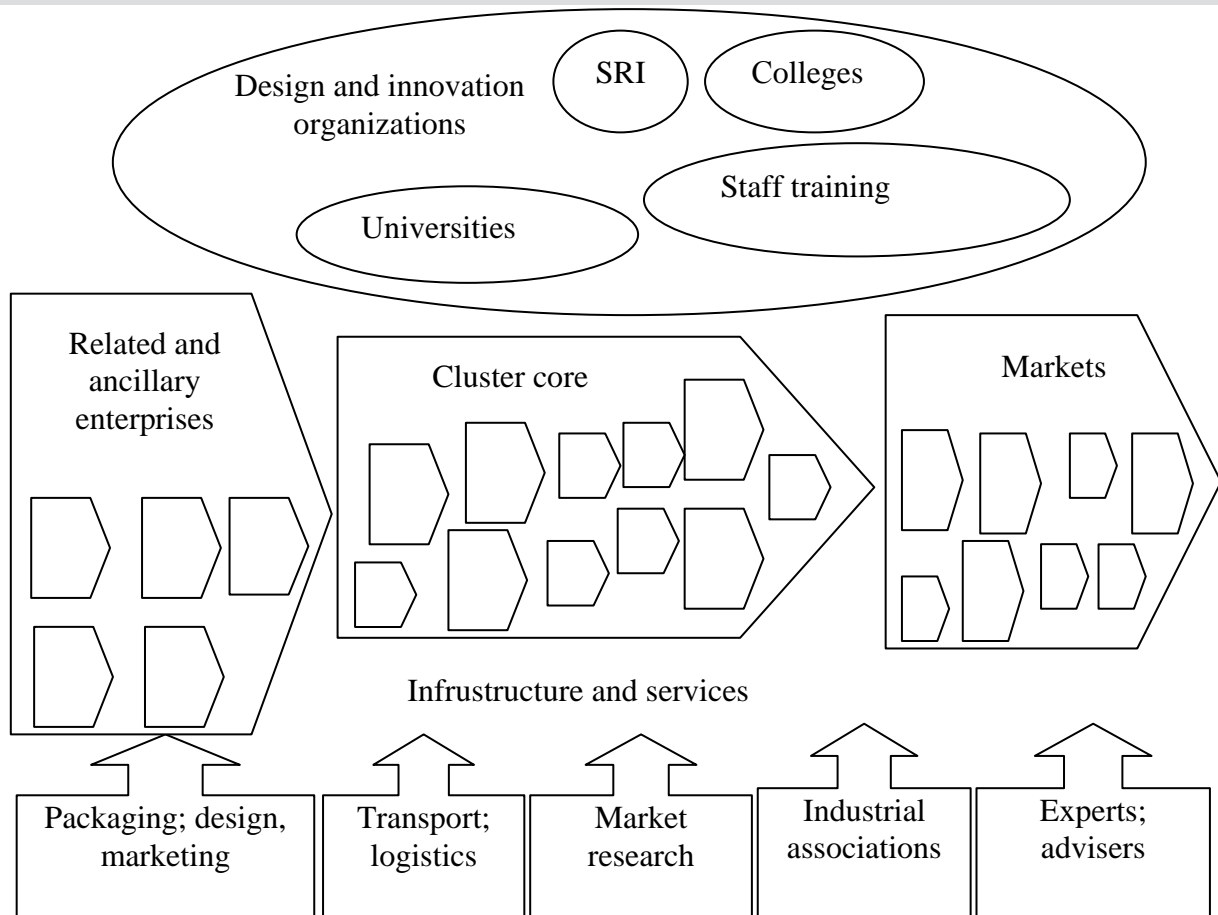 Design and innovation
organizations
SRI
Colleges
Staff training
Universities
Related and
ancillary
enterprises
Cluster core
Markets
Infrustructure and services
Packaging; design,
marketing
Transport;
logistics
Market
research
Industrial
associations
Experts;
advisers